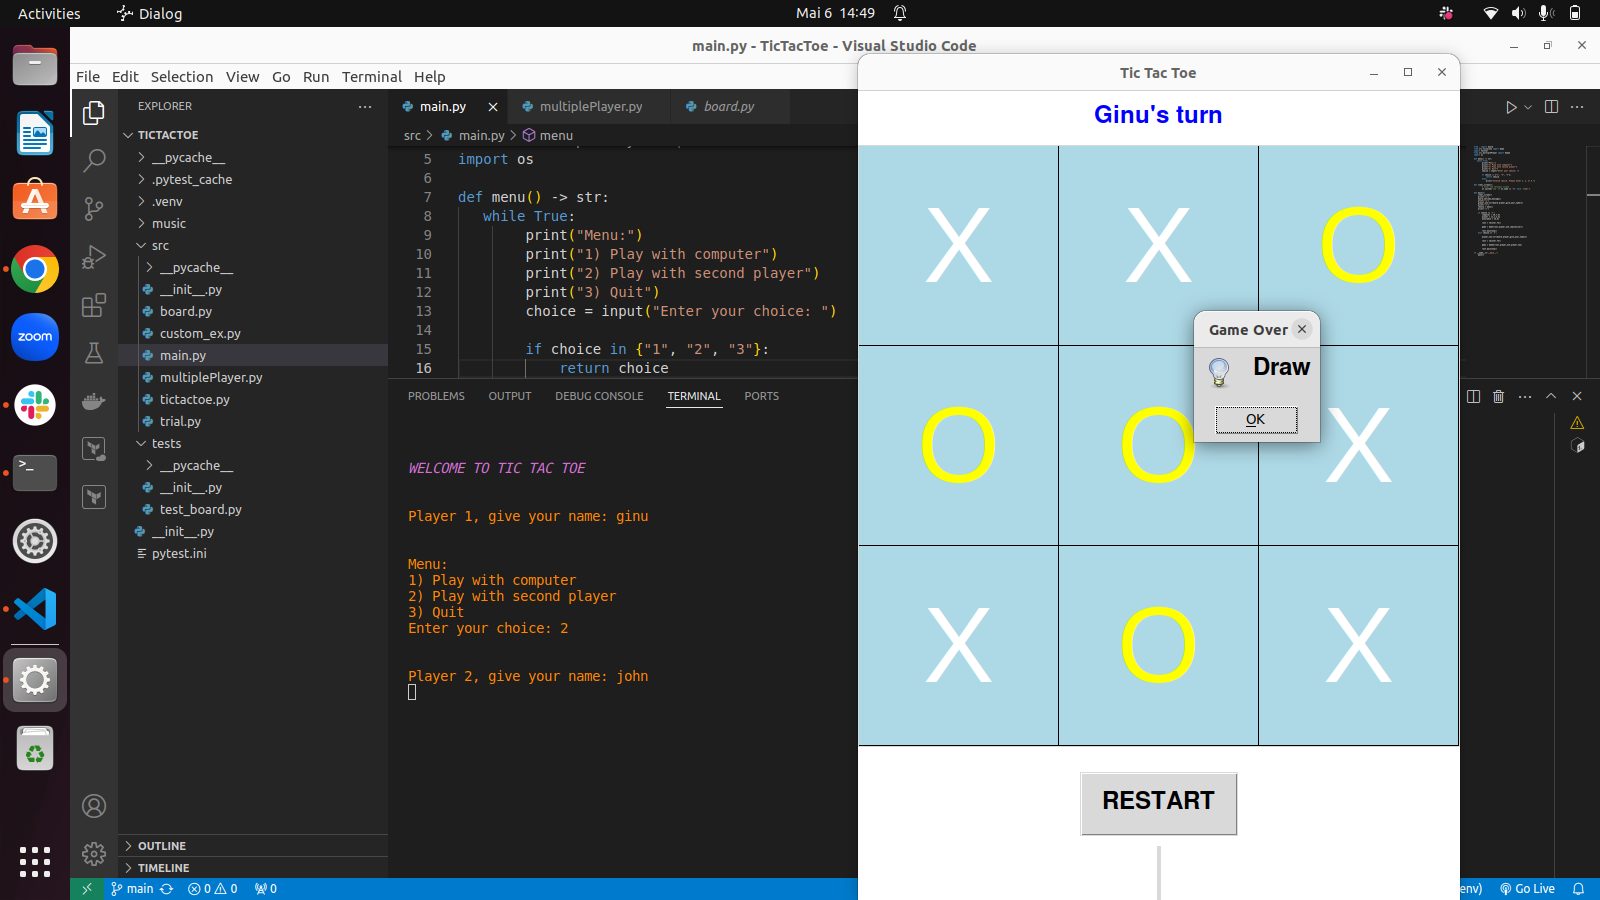 Activities
Dialog
Mai 6 14:49
main.py - TicTacToe - Visual Studio Code
File Edit Selection View Go Run Terminal Help
EXPLORER
TICTACTOE
__pycache__
.pytest_cache
.venv
music
src
__pycache__
__init__.py
board.py
custom_ex.py
main.py
multiplePlayer.py
tictactoe.py
trial.py
tests
__pycache__
__init__.py
test_board.py
__init__.py
pytest.ini
OUTLINE
TIMELINE
main.py
multiplePlayer.py
board.py
src > main.py > menu
5 import os
6
7 def menu() -> str:
8 while True:
9 print("Menu:")
10 print("1) Play with computer")
11 print("2) Play with second player")
12 print("3) Quit")
13 choice = input("Enter your choice: ")
14
15 if choice in {"1", "2", "3"}:
16 return choice
PROBLEMS OUTPUT DEBUG CONSOLE TERMINAL PORTS
WELCOME TO TIC TAC TOE
Player 1, give your name: ginu
Menu:
1) Play with computer
2) Play with second player
3) Quit
Enter your choice: 2
Player 2, give your name: john
Tic Tac Toe
Ginu's turn
X X O
O O X
X O X
Game Over
Draw
OK
RESTART
zoom
main
0 0
0
env)
Go Live